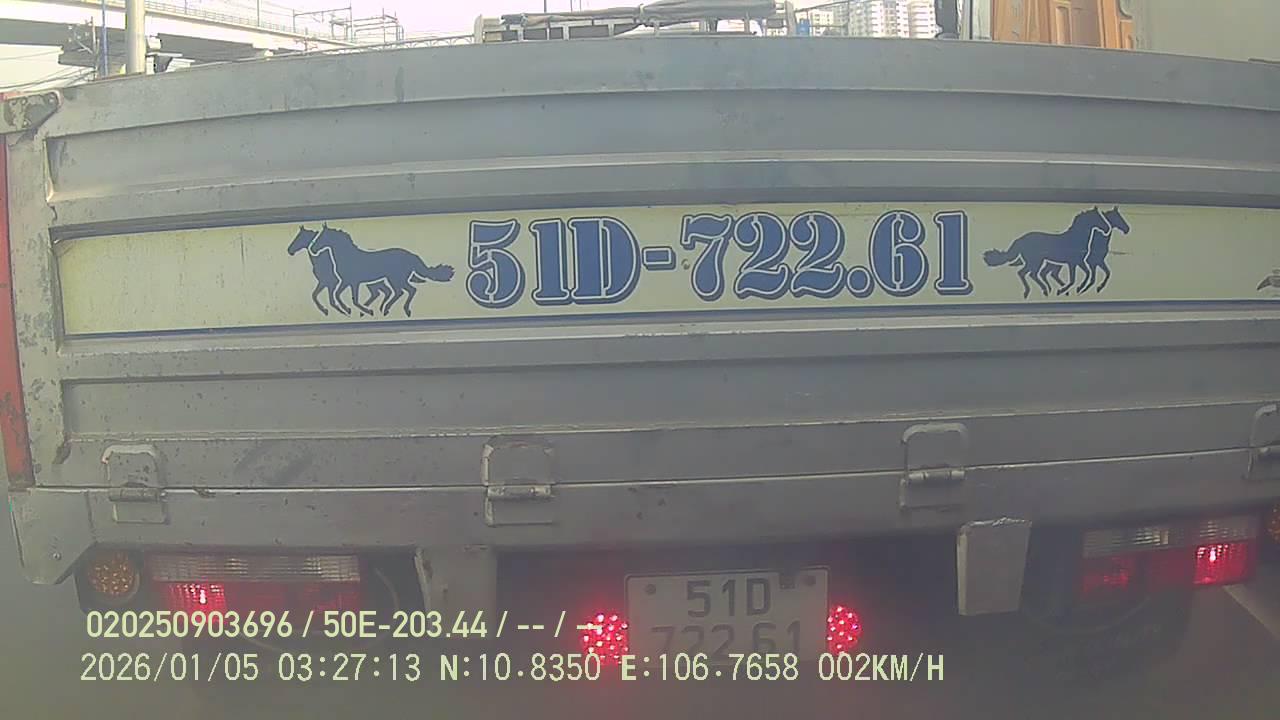 51D-722.61
51D
722.61
020250903696 / 50E-203.44 / -- / --
2026/01/05 03:27:13 N:10.8350 E:106.7658 002KM/H